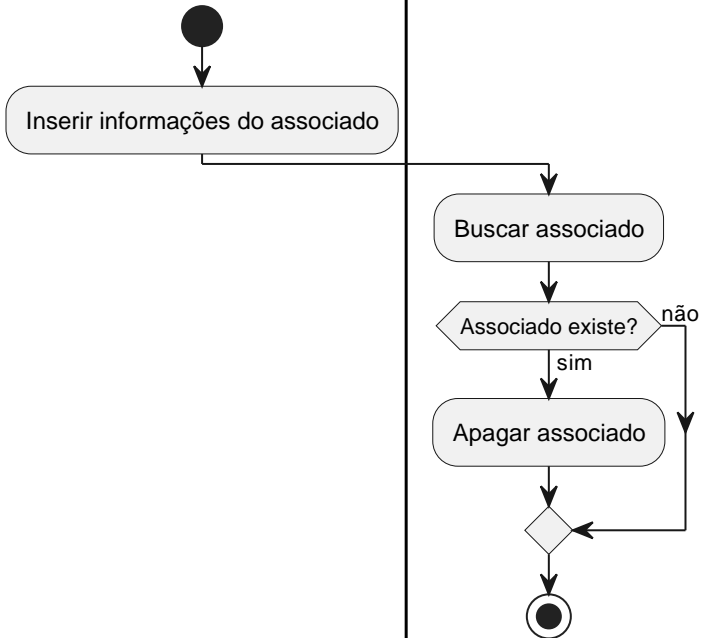 Inserir informações do associado
Buscar associado
Associado existe?
não
sim
Apagar associado